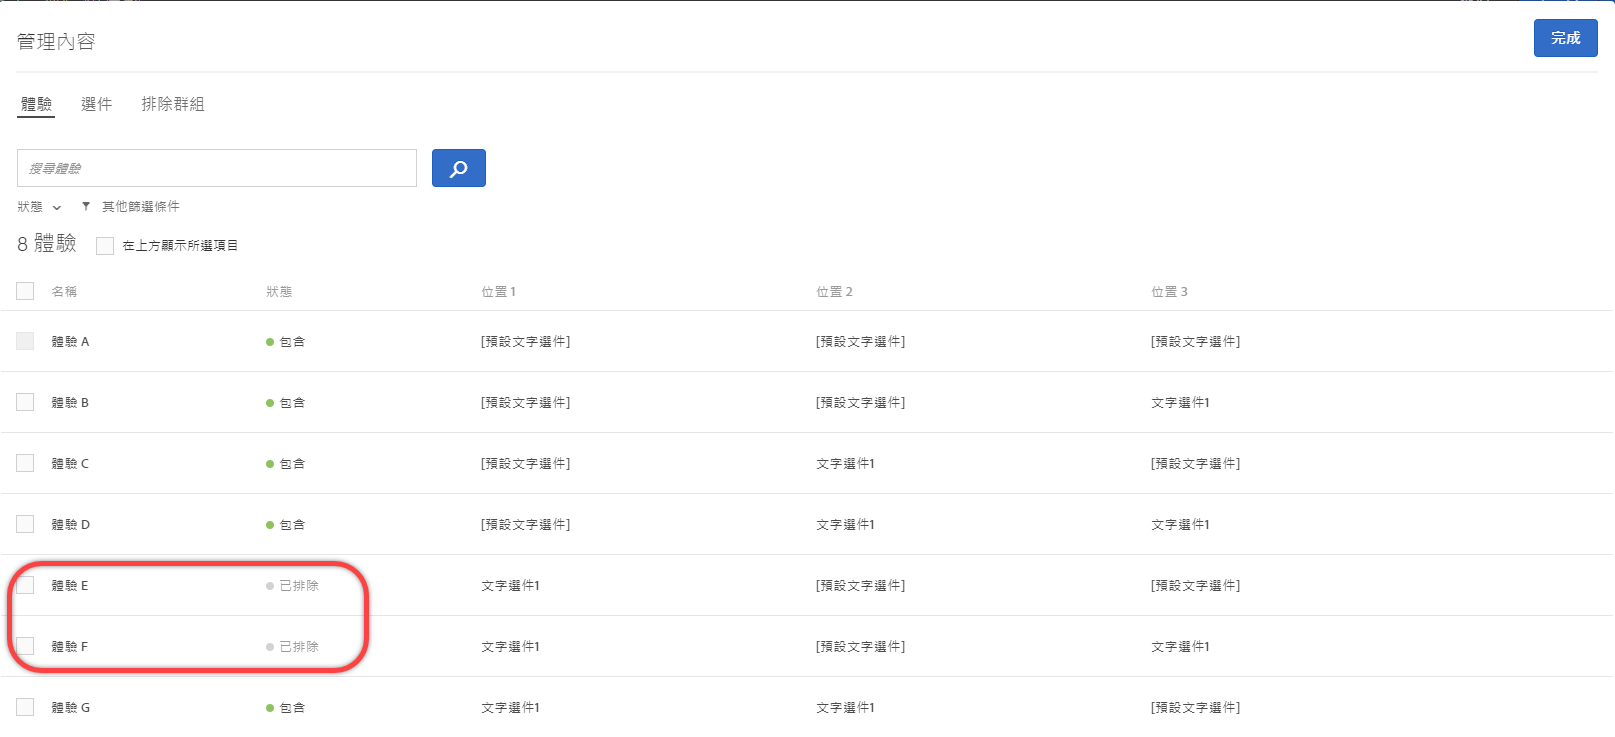 管理內容
完成
體驗 選件 排除群組
搜尋體驗
狀態 其他篩選條件
8 體驗 在上方顯示所選項目
名稱 狀態 位置 1 位置 2 位置 3
體驗 A 包含 [預設文字選件] [預設文字選件] [預設文字選件]
體驗 B 包含 [預設文字選件] [預設文字選件] 文字選件1
體驗 C 包含 [預設文字選件] 文字選件1 [預設文字選件]
體驗 D 包含 [預設文字選件] 文字選件1 文字選件1
體驗 E 已排除 文字選件1 [預設文字選件] [預設文字選件]
體驗 F 已排除 文字選件1 [預設文字選件] 文字選件1
體驗 G 包含 文字選件1 文字選件1 [預設文字選件]